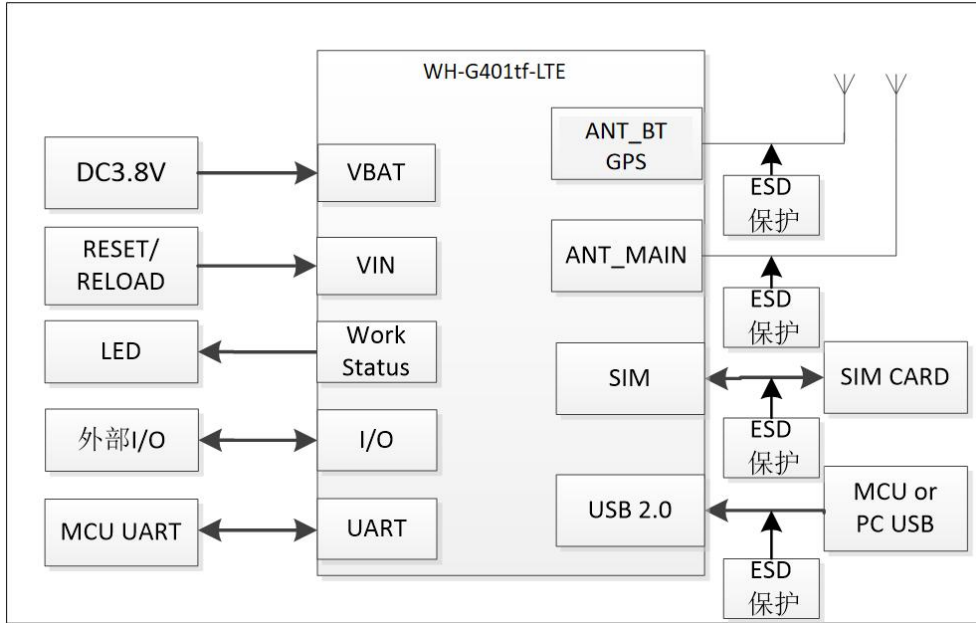 WH-G401tf-LTE
DC3.8V
VBAT
RESET/
RELOAD
VIN
LED
Work
Status
外部I/O
I/O
MCU UART
UART
ANT_BT
GPS
ESD
保护
ANT_MAIN
ESD
保护
SIM
SIM CARD
ESD
保护
USB 2.0
MCU or
PC USB
ESD
保护